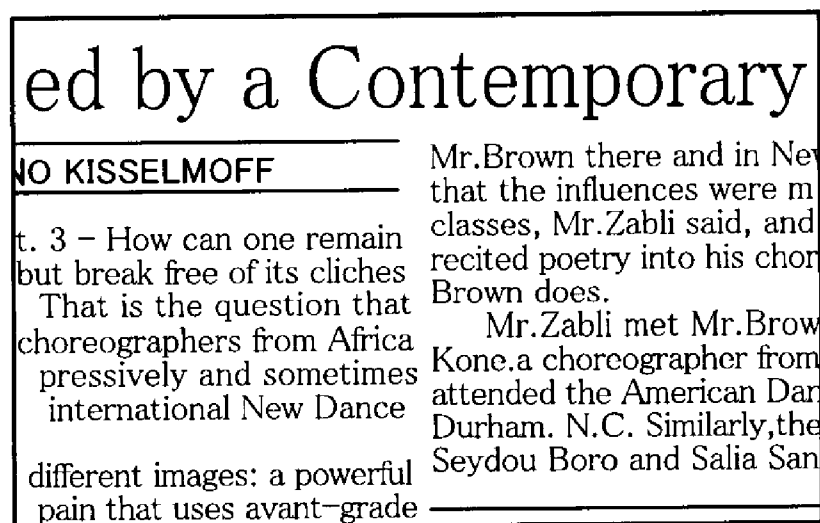 ed by a Contemporary
NO KISSELMOFF
t. 3 – How can one remain
but break free of its cliches
That is the question that
choreographers from Africa
pressively and sometimes
international New Dance
different images: a powerful
pain that uses avant-grade
Mr.Brown there and in New
that the influences were m
classes, Mr.Zabli said, and
recited poetry into his chor
Brown does.
Mr.Zabli met Mr.Brow
Kone.a choreographer from
attended the American Dan
Durham. N.C. Similarly,the
Seydou Boro and Salia San